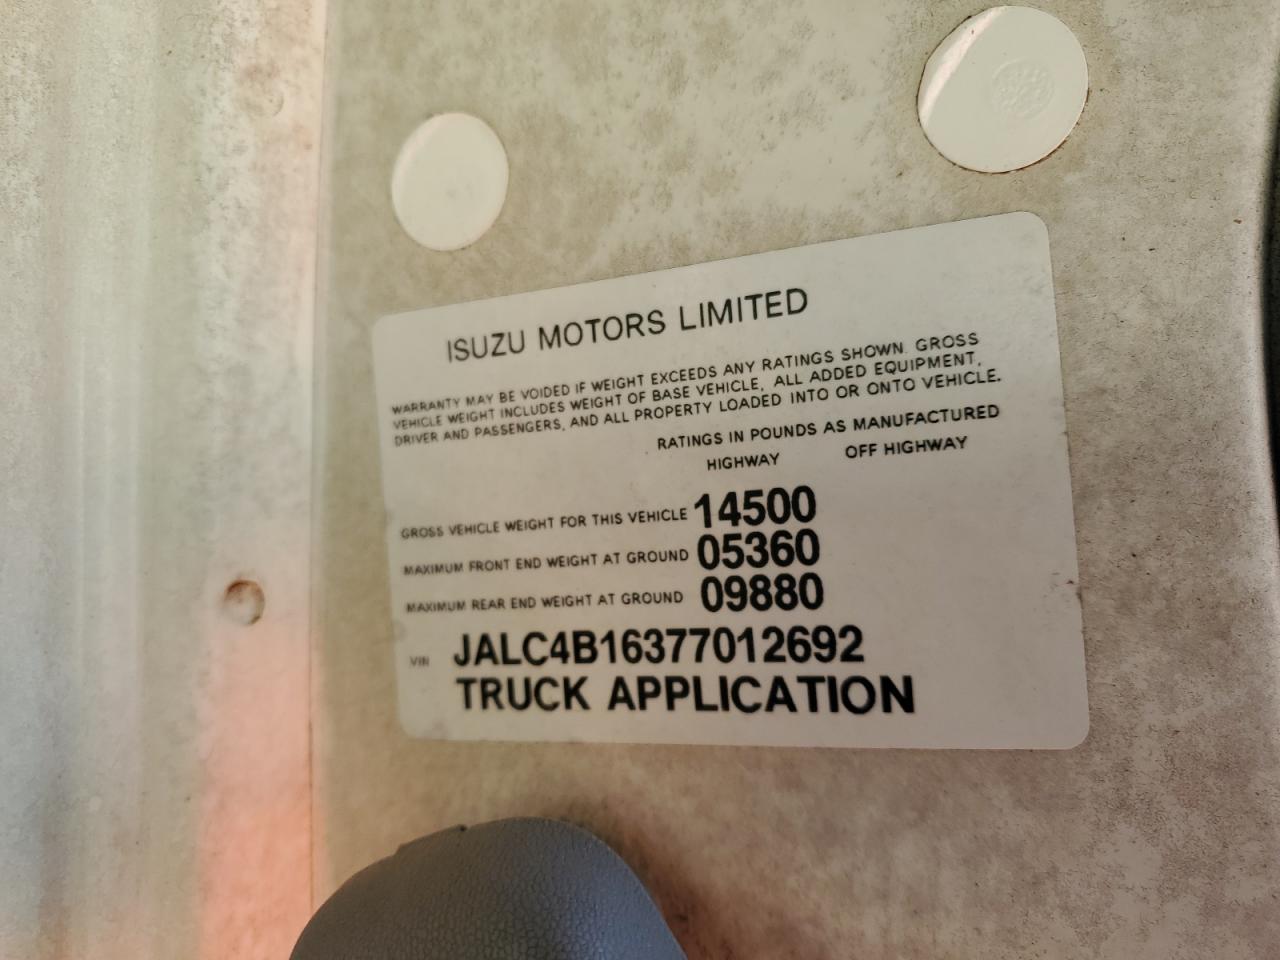 ISUZU MOTORS LIMITED
WARRANTY MAY BE VOIDED IF WEIGHT EXCEEDS ANY RATINGS SHOWN. GROSS
VEHICLE WEIGHT INCLUDES WEIGHT OF BASE VEHICLE, ALL ADDED EQUIPMENT,
DRIVER AND PASSENGERS, AND ALL PROPERTY LOADED INTO OR ONTO VEHICLE.
RATINGS IN POUNDS AS MANUFACTURED
HIGHWAY OFF HIGHWAY
GROSS VEHICLE WEIGHT FOR THIS VEHICLE 14500
MAXIMUM FRONT END WEIGHT AT GROUND 05360
MAXIMUM REAR END WEIGHT AT GROUND 09880
VIN JALC4B16377012692
TRUCK APPLICATION